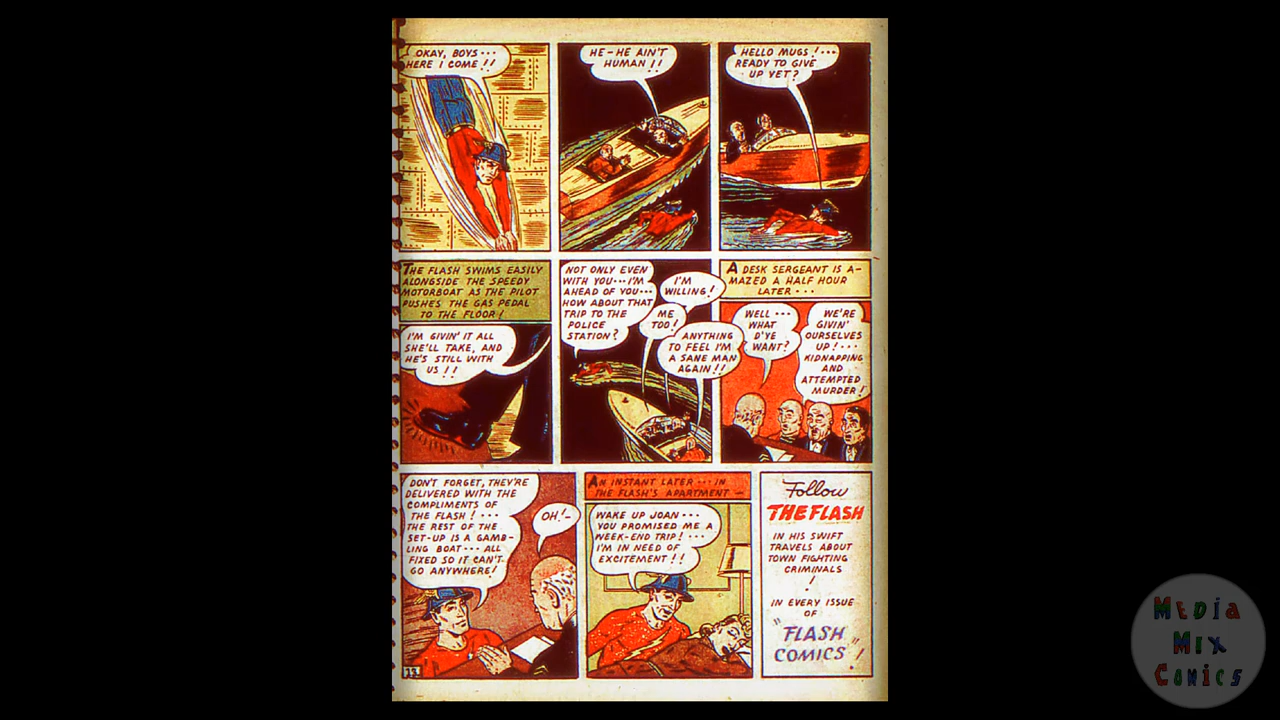 OKAY, BOYS...
HERE I COME!!
HE-HE AIN'T
HUMAN!!
HELLO MUGS!...
READY TO GIVE
UP YET?
THE FLASH SWIMS EASILY
ALONGSIDE THE SPEEDY
MOTORBOAT AS THE PILOT
PUSHES THE GAS PEDAL
TO THE FLOOR!
I'M GIVIN' IT ALL
SHE'LL TAKE, AND
HE'S STILL WITH
US!!
NOT ONLY EVEN
WITH YOU...I'M
AHEAD OF YOU...
HOW ABOUT THAT
TRIP TO THE
POLICE
STATION?
I'M
WILLING!
ME
TOO!
ANYTHING
TO FEEL I'M
A SANE MAN
AGAIN!!
A DESK SERGEANT IS A-
MAZED A HALF HOUR
LATER...
WELL...
WHAT
D'YE
WANT?
WE'RE
GIVIN'
OURSELVES
UP!...
KIDNAPPING
AND
ATTEMPTED
MURDER!
DON'T FORGET, THEY'RE
DELIVERED WITH THE
COMPLIMENTS OF
THE FLASH!...
THE REST OF THE
SET-UP IS A GAMB-
LING BOAT...ALL
FIXED SO IT CAN'T
GO ANYWHERE!
OH!-
13
AN INSTANT LATER...IN
THE FLASH'S APARTMENT-
WAKE UP JOAN...
YOU PROMISED ME A
WEEK-END TRIP!...
I'M IN NEED OF
EXCITEMENT!!
Follow
THE FLASH
IN HIS SWIFT
TRAVELS ABOUT
TOWN FIGHTING
CRIMINALS
!
IN EVERY ISSUE
OF
"FLASH
COMICS"!
MEDIA
MIX
COMICS